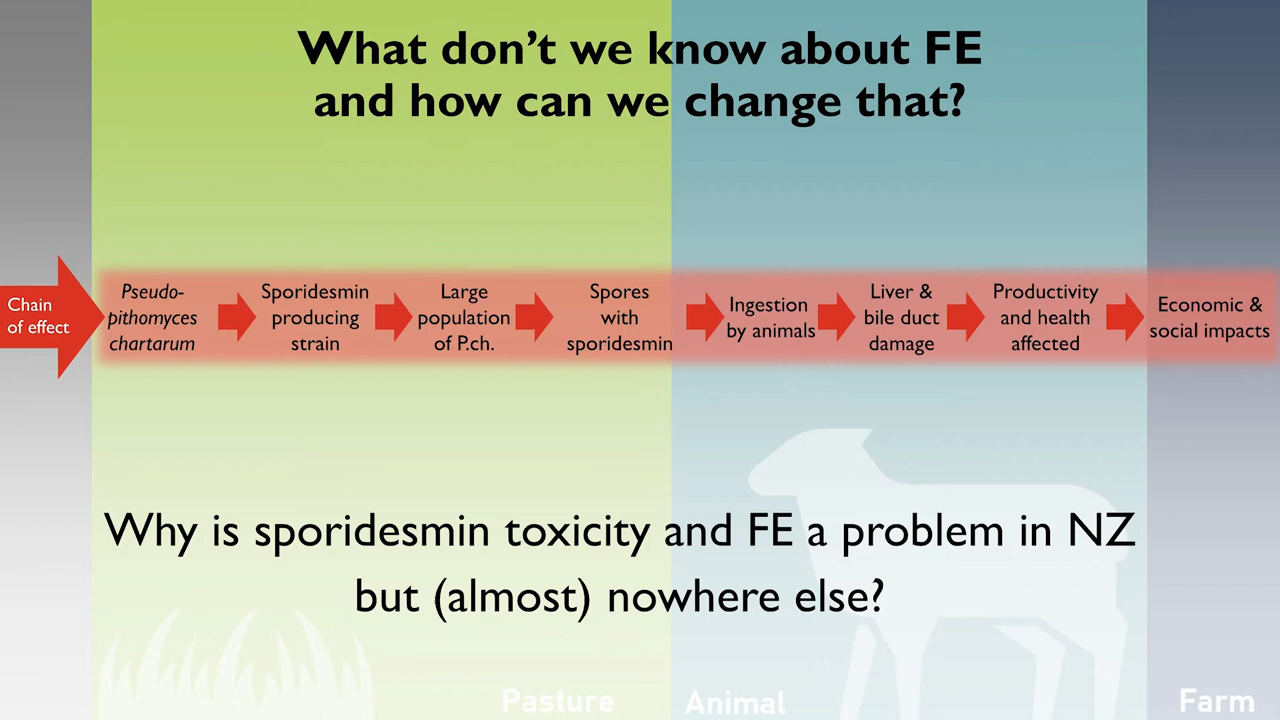 What don't we know about FE
and how can we change that?
Chain
of effect
Pseudo-
pithomyces
chartarum
Sporidesmin
producing
strain
Large
population
of P.ch.
Spores
with
sporidesmin
Ingestion
by animals
Liver &
bile duct
damage
Productivity
and health
affected
Economic &
social impacts
Why is sporidesmin toxicity and FE a problem in NZ
but (almost) nowhere else?
Pasture
Animal
Farm